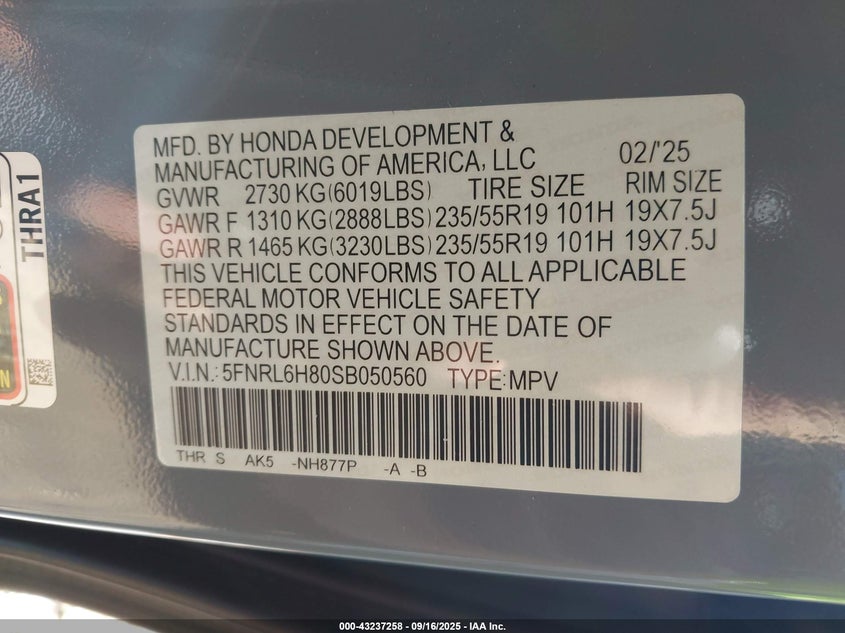 MFD. BY HONDA DEVELOPMENT &
MANUFACTURING OF AMERICA, LLC 02/'25
GVWR 2730 KG(6019LBS) TIRE SIZE RIM SIZE
GAWR F 1310 KG(2888LBS) 235/55R19 101H 19X7.5J
GAWR R 1465 KG(3230LBS) 235/55R19 101H 19X7.5J
THIS VEHICLE CONFORMS TO ALL APPLICABLE
FEDERAL MOTOR VEHICLE SAFETY
STANDARDS IN EFFECT ON THE DATE OF
MANUFACTURE SHOWN ABOVE.
V.I.N.: 5FNRL6H80SB050560 TYPE: MPV
THR S AK5 -NH877P -A -B
THRA1
000-43237258 - 09/16/2025 - IAA Inc.